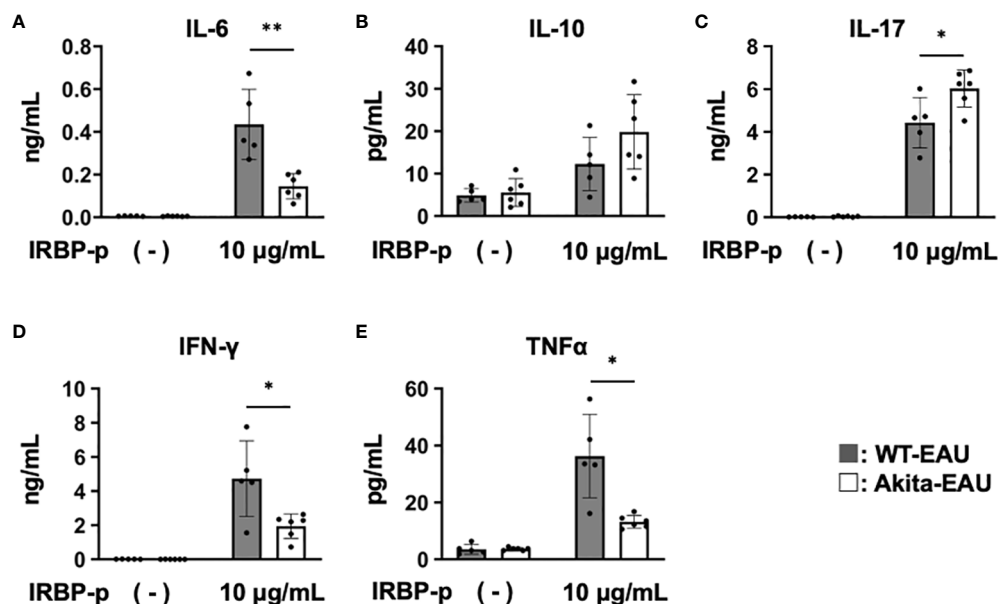 A
IL-6
**
ng/mL
0.8
0.6
0.4
0.2
0.0
IRBP-p ( - ) 10 µg/mL
B
IL-10
pg/mL
40
30
20
10
0
( - ) 10 µg/mL
C
IL-17
*
ng/mL
8
6
4
2
0
IRBP-p ( - ) 10 µg/mL
D
IFN-γ
*
ng/mL
10
8
6
4
2
0
IRBP-p ( - ) 10 µg/mL
E
TNFα
*
pg/mL
60
40
20
0
IRBP-p ( - ) 10 µg/mL
: WT-EAU
: Akita-EAU